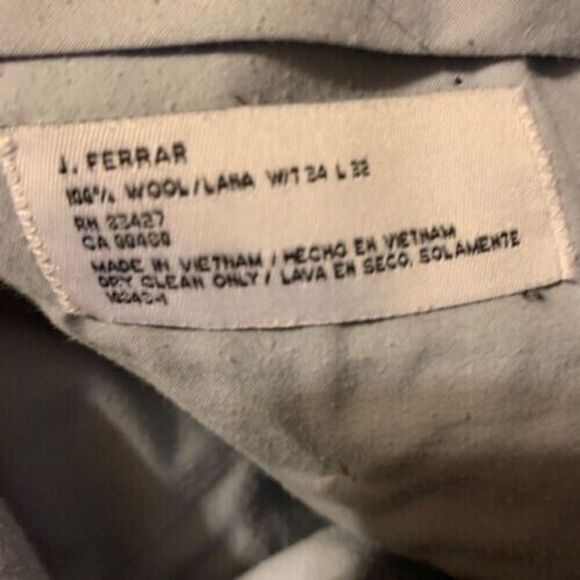 J. FERRAR
100% WOOL/LANA W/T 34 L 32
RN 23427
CA 00400
MADE IN VIETNAM / HECHO EN VIETNAM
DRY CLEAN ONLY / LAVA EN SECO, SOLAMENTE